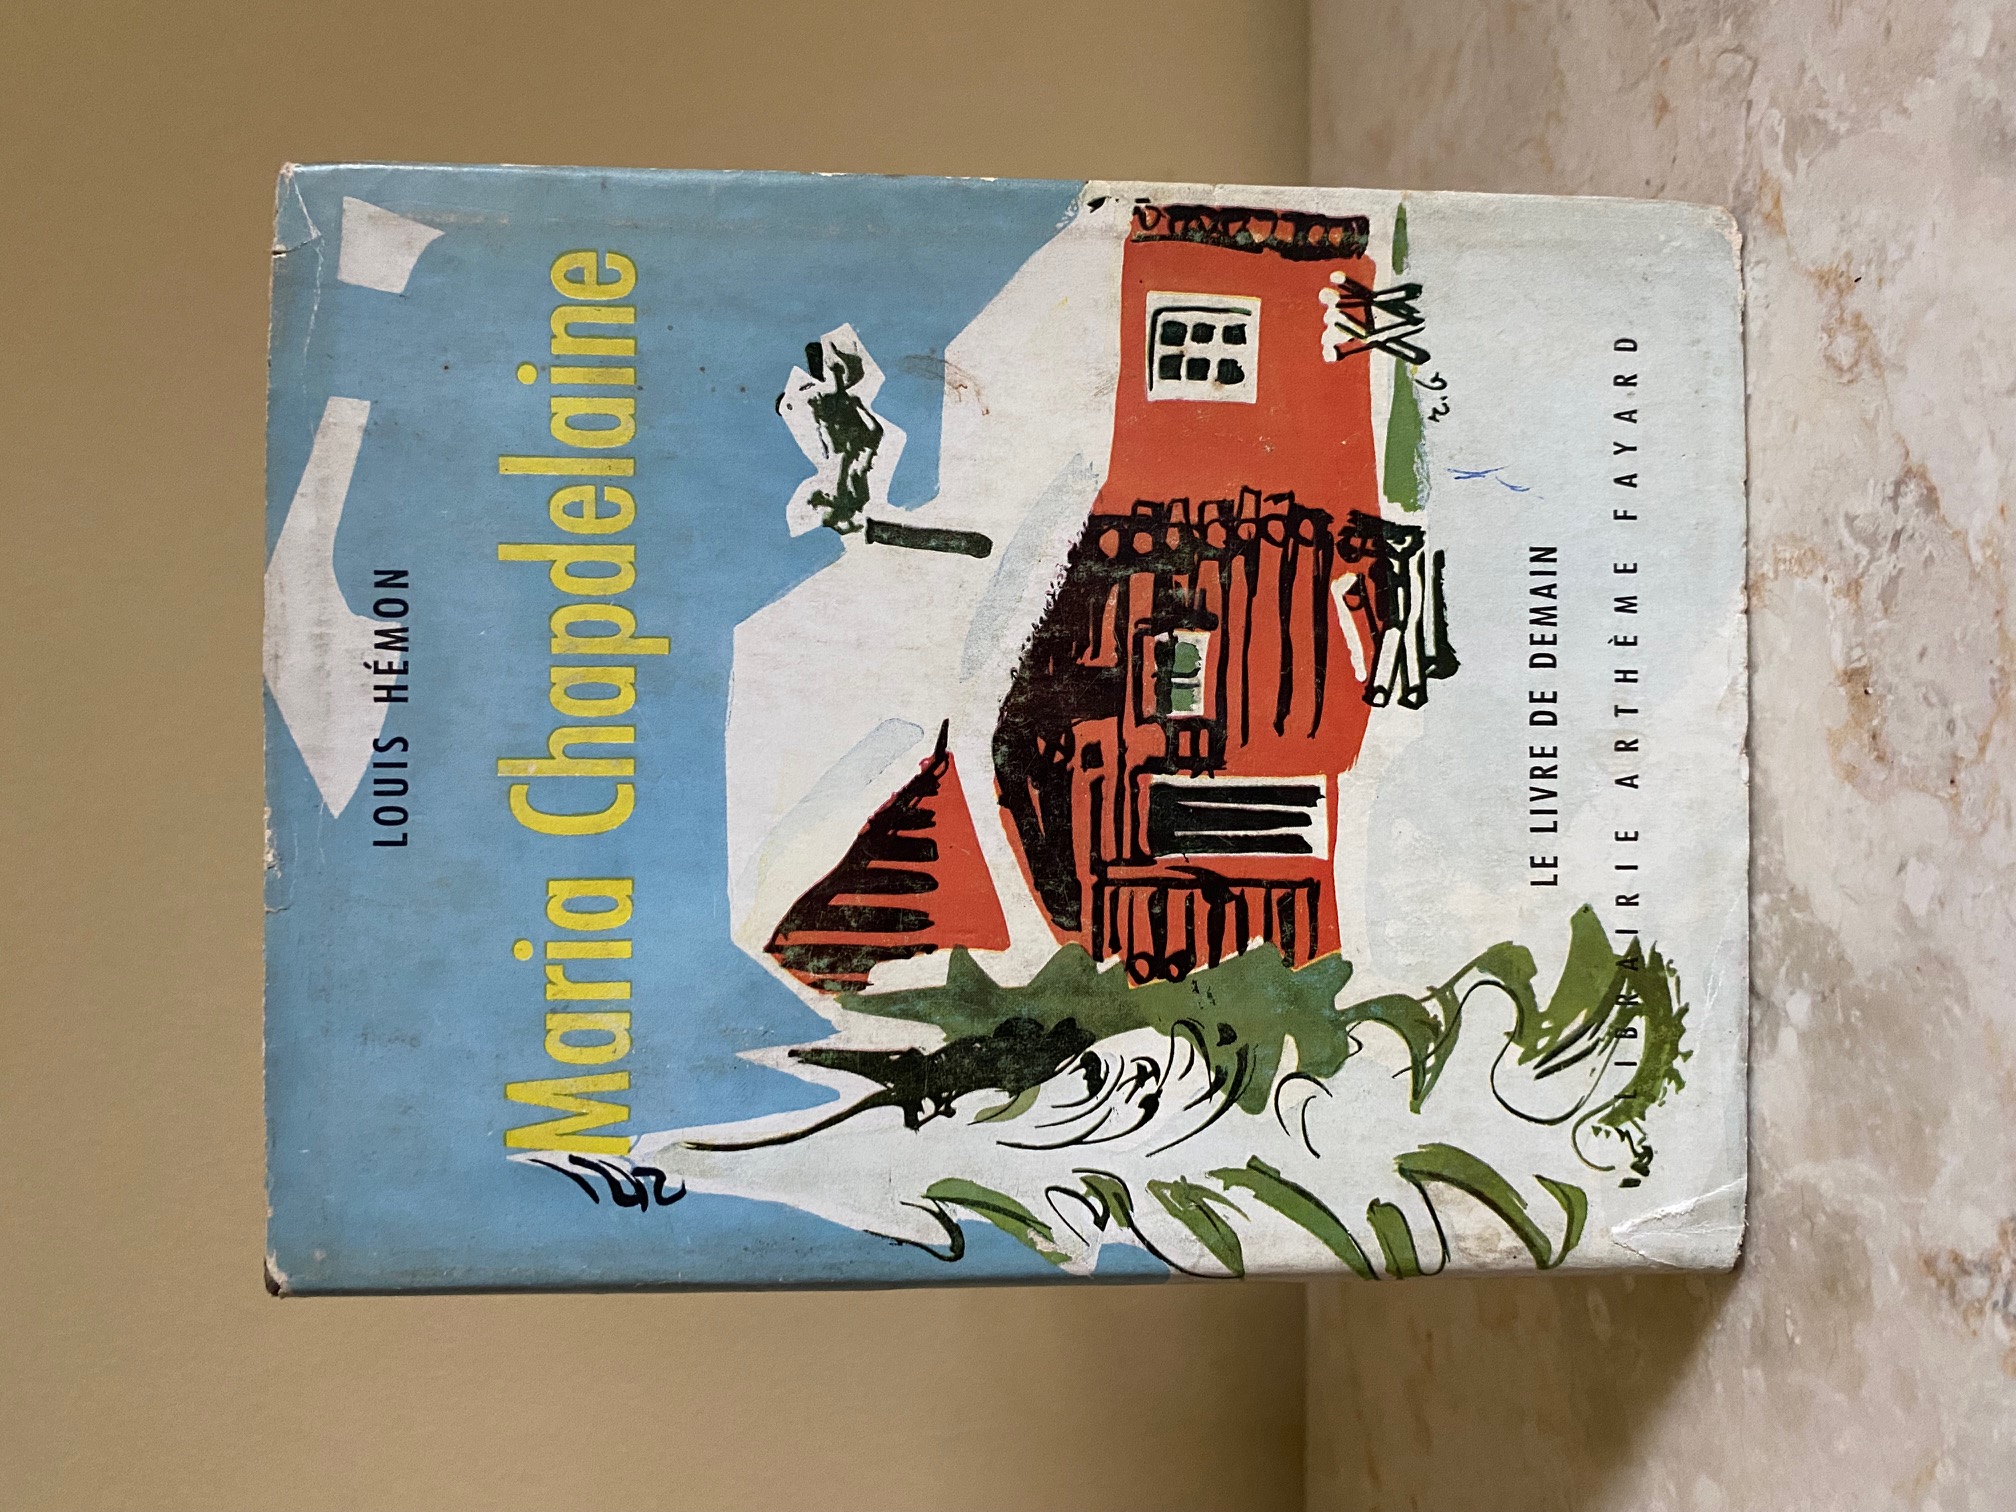 LOUIS HÉMON
Maria Chapdelaine
r.G
LE LIVRE DE DEMAIN
LIBRAIRIE ARTHÈME FAYARD